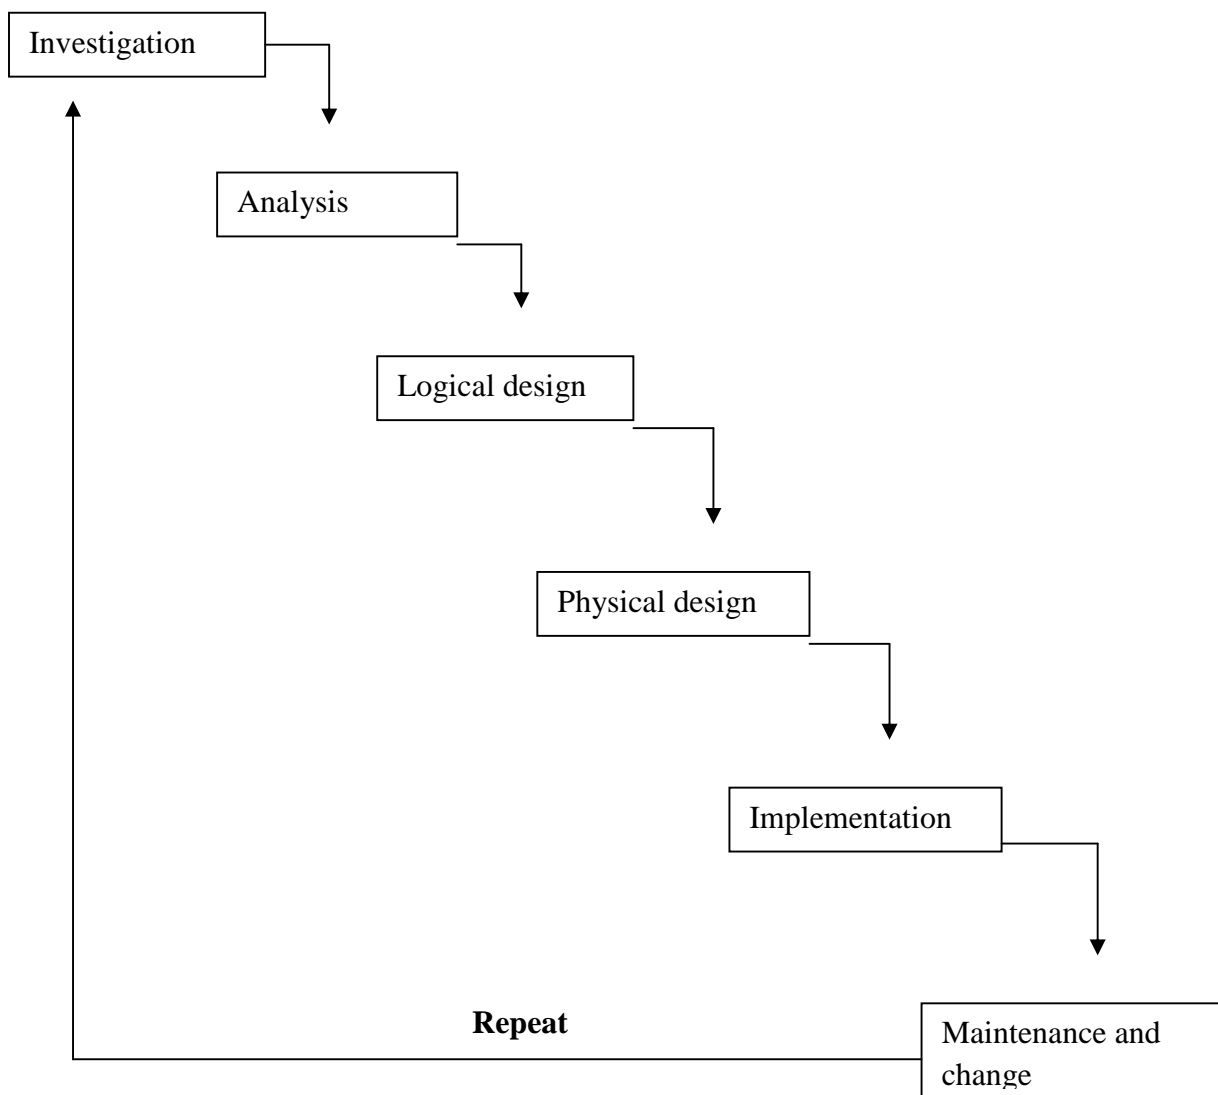 Investigation
Analysis
Logical design
Physical design
Implementation
Repeat
Maintenance and
change